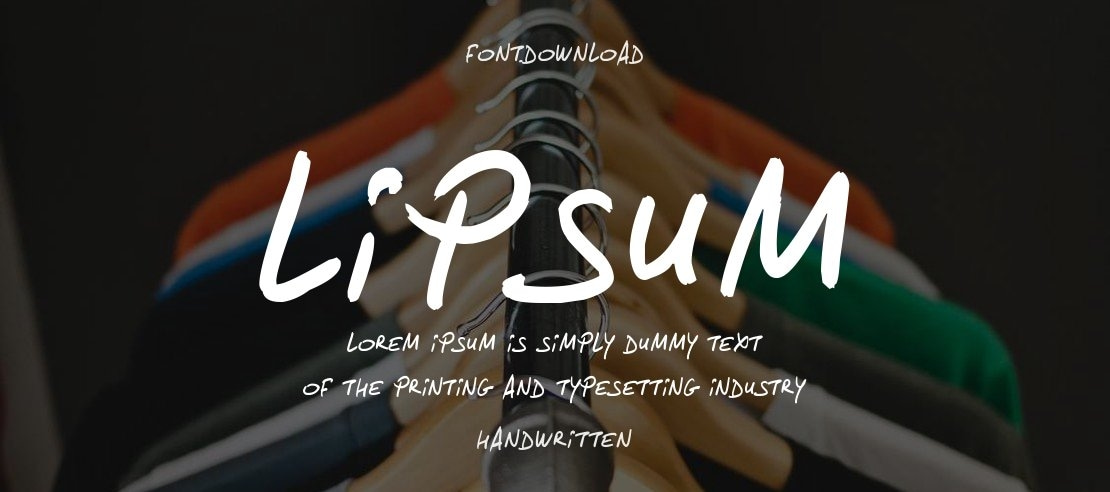 FONTDOWNLOAD
LiPSUM
LOREM iPSUM iS SiMPLY DUMMY TEXT
OF THE PRiNTiNG AND TYPESETTiNG iNDUSTRY
HANDWRiTTEN